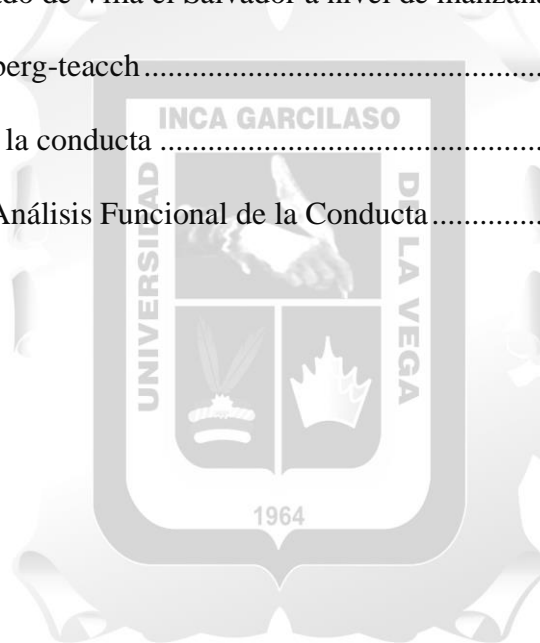 ado de Villa el Salvador a nivel de manzana
berg-teacch
la conducta
Análisis Funcional de la Conducta
INCA GARCILASO
UNIVERSIDAD
DE LA VEGA
1964